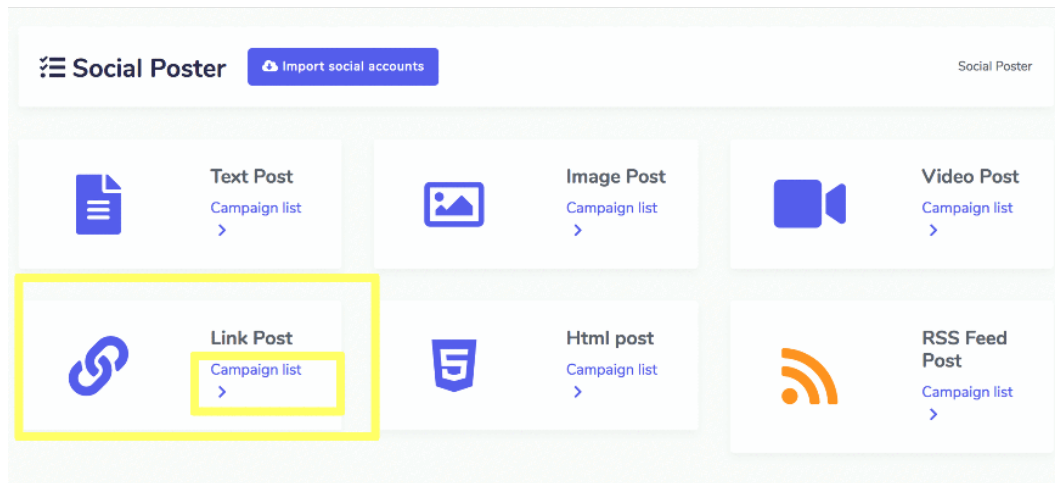 Social Poster
Import social accounts
Social Poster
Text Post
Campaign list
Image Post
Campaign list
Video Post
Campaign list
Link Post
Campaign list
Html post
Campaign list
RSS Feed
Post
Campaign list